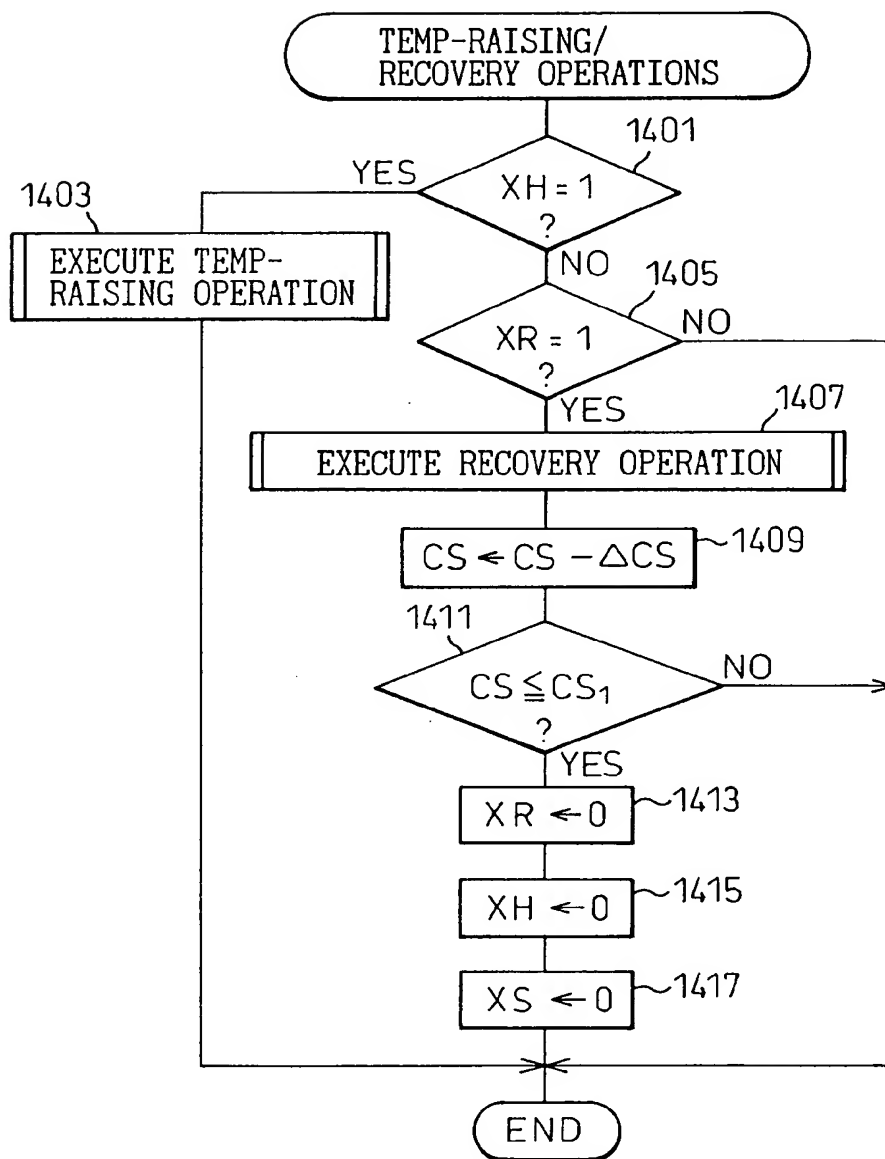 TEMP-RAISING/
RECOVERY OPERATIONS
1401
YES
XH = 1
?
NO
1403
EXECUTE TEMP-
RAISING OPERATION
1405
NO
XR = 1
?
YES
1407
EXECUTE RECOVERY OPERATION
CS ← CS − △CS
1409
1411
NO
CS ≦ CS₁
?
YES
XR ← 0
1413
XH ← 0
1415
XS ← 0
1417
END